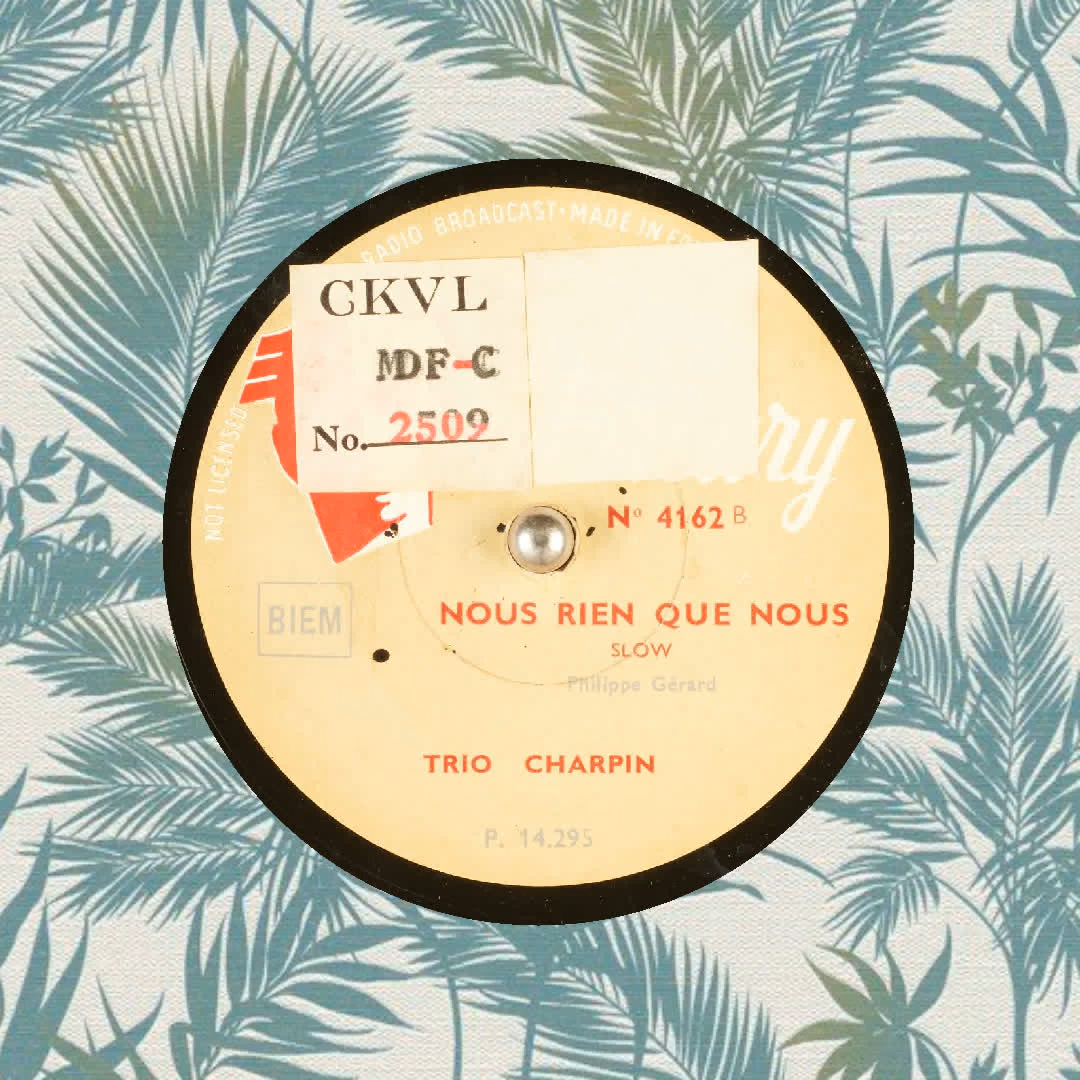 NOT LICENSED
RADIO BROADCAST · MADE IN
CKVL
MDF-C
No. 2509
Nº 4162 B
BIEM
NOUS RIEN QUE NOUS
SLOW
Philippe Gérard
TRIO CHARPIN
P. 14.295